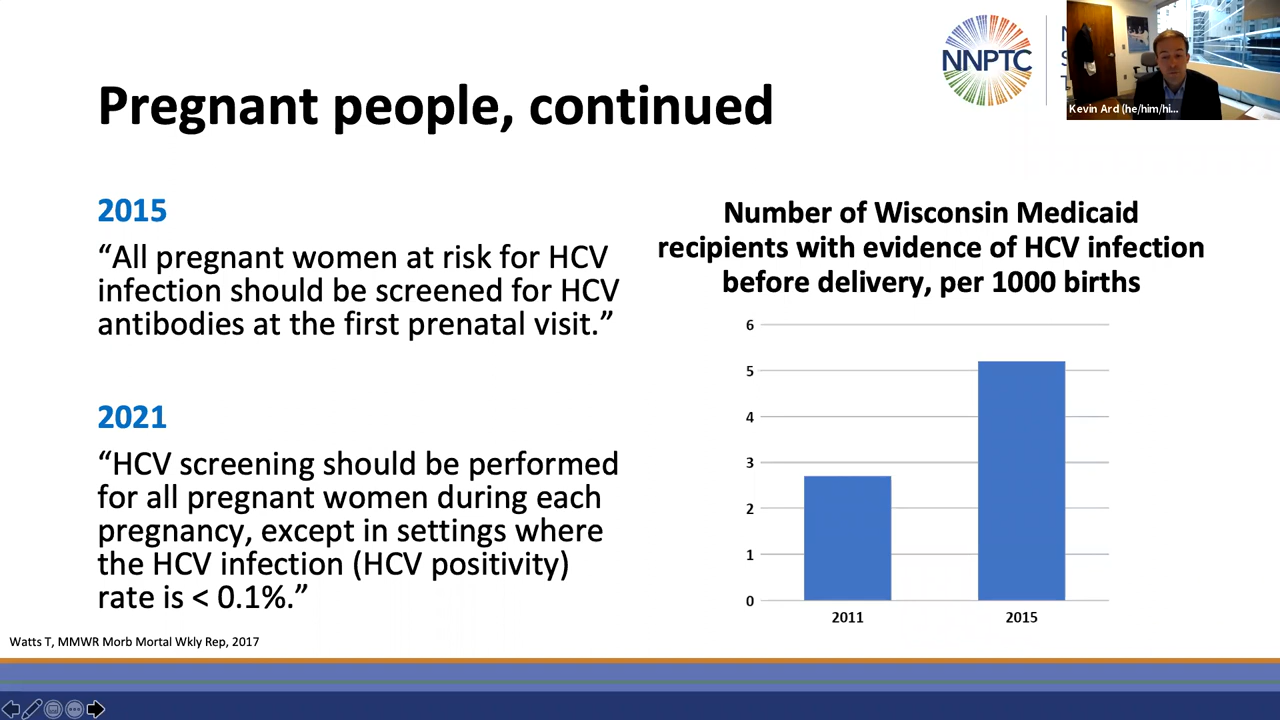 Pregnant people, continued
NNPTC
N
S
T
Kevin Ard (he/him/hi...
2015
“All pregnant women at risk for HCV
infection should be screened for HCV
antibodies at the first prenatal visit.”
2021
“HCV screening should be performed
for all pregnant women during each
pregnancy, except in settings where
the HCV infection (HCV positivity)
rate is < 0.1%.”
Number of Wisconsin Medicaid
recipients with evidence of HCV infection
before delivery, per 1000 births
6
5
4
3
2
1
0
2011 2015
Watts T, MMWR Morb Mortal Wkly Rep, 2017